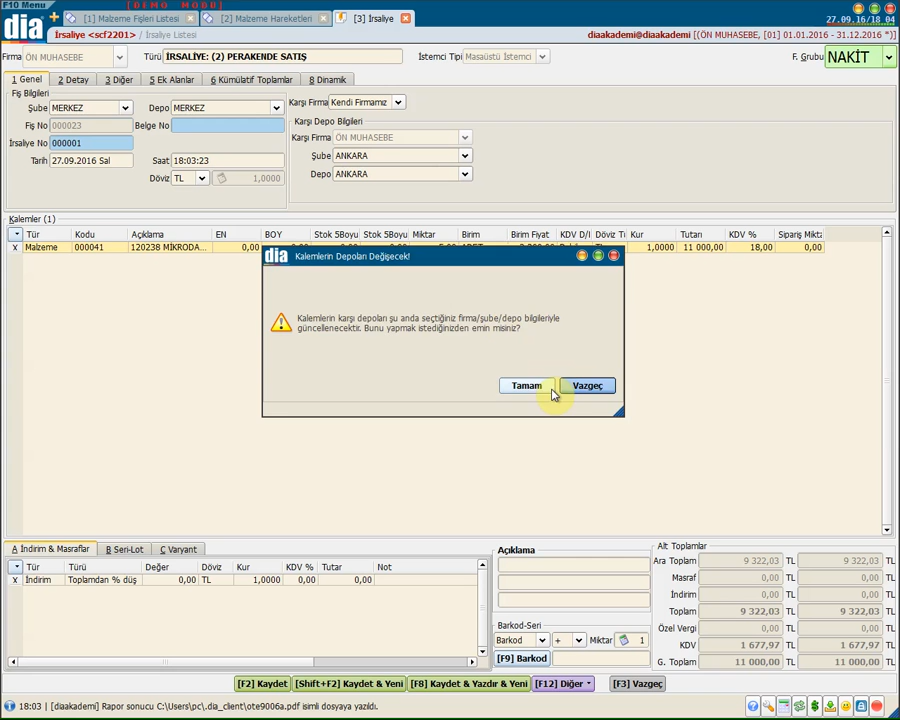 F10 Menu [ D E M O   M O D U ]
dia
[1] Malzeme Fişleri Listesi
[2] Malzeme Hareketleri
[3] İrsaliye
27.09.16/18 04
İrsaliye <scf2201>
İrsaliye Listesi
diaakademi@diaakademi (ÖN MUHASEBE, [01] 01.01.2016 - 31.12.2016 *)
Firma ÖN MUHASEBE
Türü İRSALİYE: (2) PERAKENDE SATIŞ
İstemci Tipi Masaüstü İstemci
F. Grubu NAKİT
1 Genel
2 Detay
3 Diğer
5 Ek Alanlar
6 Kümülatif Toplamlar
8 Dinamik
Fiş Bilgileri
Şube MERKEZ
Depo MERKEZ
Fiş No 000023
Belge No
İrsaliye No 000001
Tarih 27.09.2016 Sal
Saat 18:03:23
Döviz TL 1,0000
Karşı Firma Kendi Firmamız
Karşı Depo Bilgileri
Karşı Firma ÖN MUHASEBE
Şube ANKARA
Depo ANKARA
Kalemler (1)
Tür Kodu Açıklama EN BOY Stok 5Boyu Stok 5Boyu Miktar Birim Birim Fiyat KDV D/I Döviz Ti Kur Tutarı KDV % Sipariş Mikta
X Malzeme 000041 120238 MİKRODA... 0,00 1,0000 11 000,00 18,00 0,00
dia Kalemlerin Depoları Değişecek!
Kalemlerin karşı depoları şu anda seçtiğiniz firma/şube/depo bilgileriyle
güncellenecektir. Bunu yapmak istediğinizden emin misiniz?
Tamam
Vazgeç
A İndirim & Masraflar
B Seri-Lot
C Varyant
Tür Türü Değer Döviz Kur KDV % Tutar Not
X İndirim Toplamdan % düş 0,00 TL 1,0000 0,00 0,00
Açıklama
Barkod-Seri
Barkod + Miktar 1
[F9] Barkod
Alt Toplamlar
Ara Toplam 9 322,03 TL 9 322,03 TL
Masraf 0,00 TL 0,00 TL
İndirim 0,00 TL 0,00 TL
Toplam 9 322,03 TL 9 322,03 TL
Özel Vergi 0,00 TL 0,00 TL
KDV 1 677,97 TL 1 677,97 TL
G. Toplam 11 000,00 TL 11 000,00 TL
[F2] Kaydet
[Shift+F2] Kaydet & Yeni
[F8] Kaydet & Yazdır & Yeni
[F12] Diğer
[F3] Vazgeç
18:03 | [diaakademi] Rapor sonucu C:\Users\pc\.dia_client\ote9006a.pdf isimli dosyaya yazıldı.